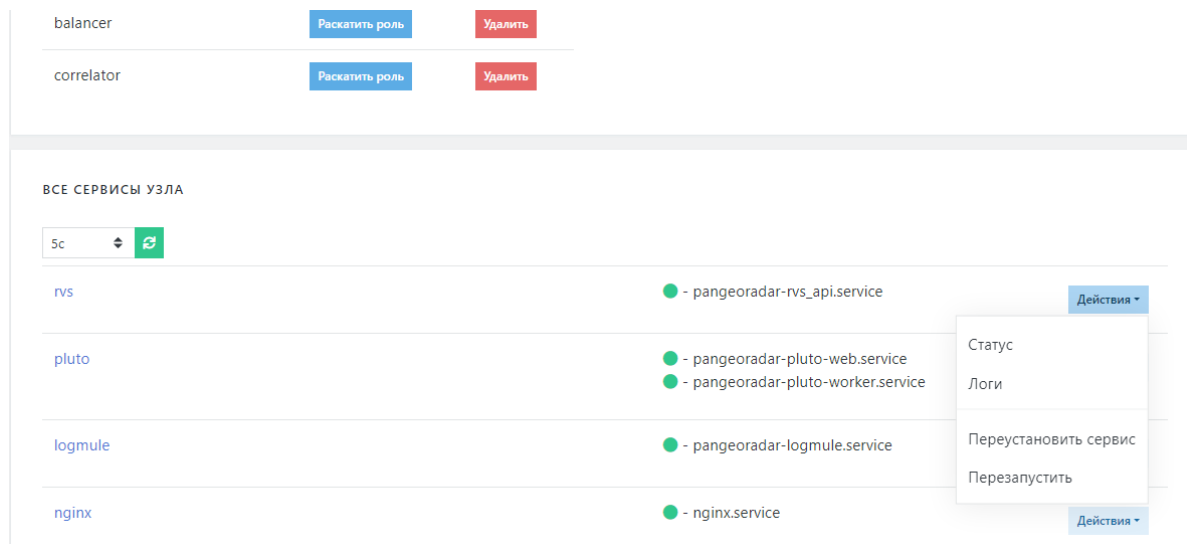 balancer Раскатить роль Удалить
correlator Раскатить роль Удалить
ВСЕ СЕРВИСЫ УЗЛА
5с
rvs - pangeoradar-rvs_api.service Действия
Статус
pluto - pangeoradar-pluto-web.service
- pangeoradar-pluto-worker.service
Логи
Переустановить сервис
logmule - pangeoradar-logmule.service
Перезапустить
nginx - nginx.service Действия